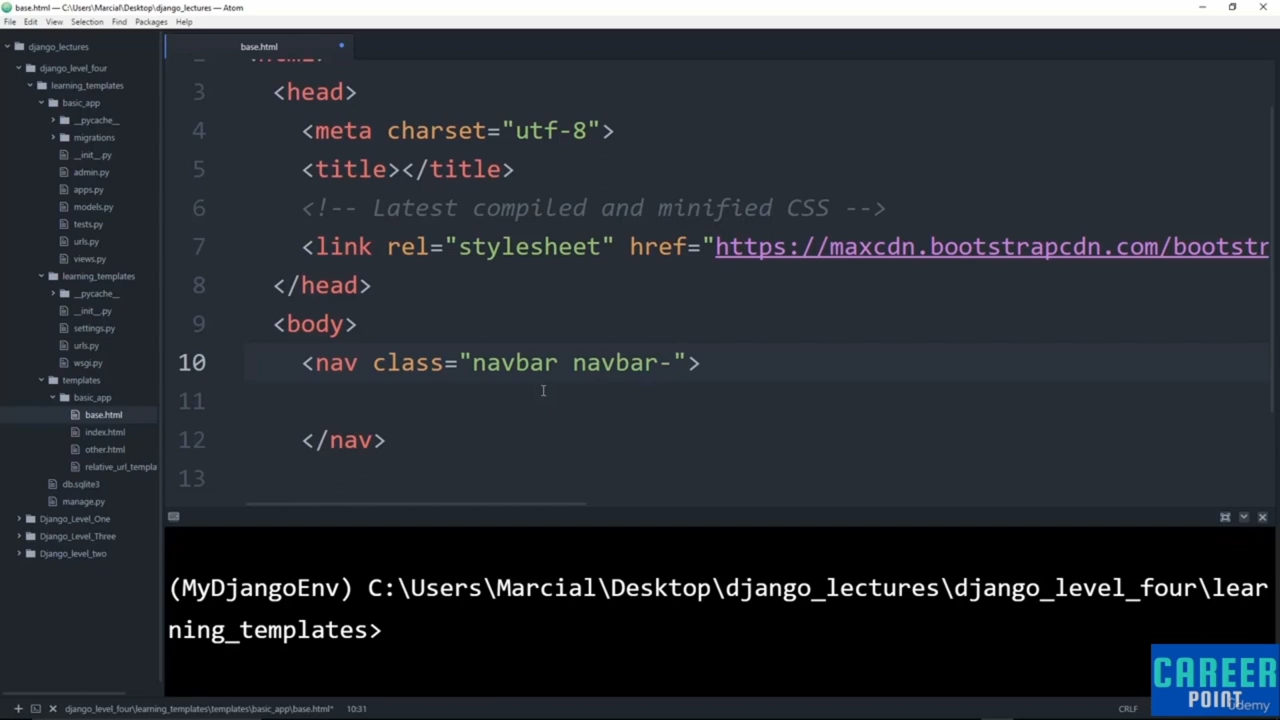 base.html — C:\Users\Marcial\Desktop\django_lectures — Atom
File Edit View Selection Find Packages Help
django_lectures
django_level_four
learning_templates
basic_app
__pycache__
migrations
__init__.py
admin.py
apps.py
models.py
tests.py
urls.py
views.py
learning_templates
__pycache__
__init__.py
settings.py
urls.py
wsgi.py
templates
basic_app
base.html
index.html
other.html
relative_url_templa
db.sqlite3
manage.py
Django_Level_One
Django_Level_Three
Django_level_two
base.html
3 <head>
4 <meta charset="utf-8">
5 <title></title>
6 <!-- Latest compiled and minified CSS -->
7 <link rel="stylesheet" href="https://maxcdn.bootstrapcdn.com/bootstr
8 </head>
9 <body>
10 <nav class="navbar navbar-">
11
12 </nav>
13
(MyDjangoEnv) C:\Users\Marcial\Desktop\django_lectures\django_level_four\lear
ning_templates>
django_level_four\learning_templates\templates\basic_app\base.html* 10:31
CRLF
CAREER
POINT
Udemy